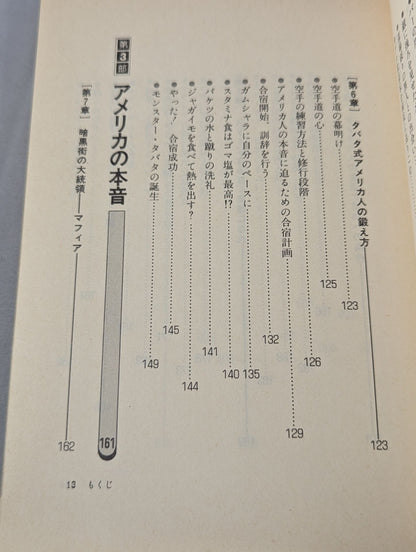 [第6章] タバタ式アメリカ人の鍛え方 123
●空手道の幕明け 123
●空手道の心 125
●空手の練習方法と修行段階 126
●アメリカ人の本音に迫るための合宿計画 129
●合宿開始、訓辞を行う 132
●ガムシャラに自分のペースに 135
●スタミナ食はゴマ塩が最高!? 140
●バケツの水と蹴りの洗礼 141
●ジャガイモを食べて熱を出す? 144
●やった! 合宿成功 145
●モンスター・タバタの誕生 149
第3部 アメリカの本音 161
[第7章] 暗黒街の大統領——マフィア 162
13 もくじ